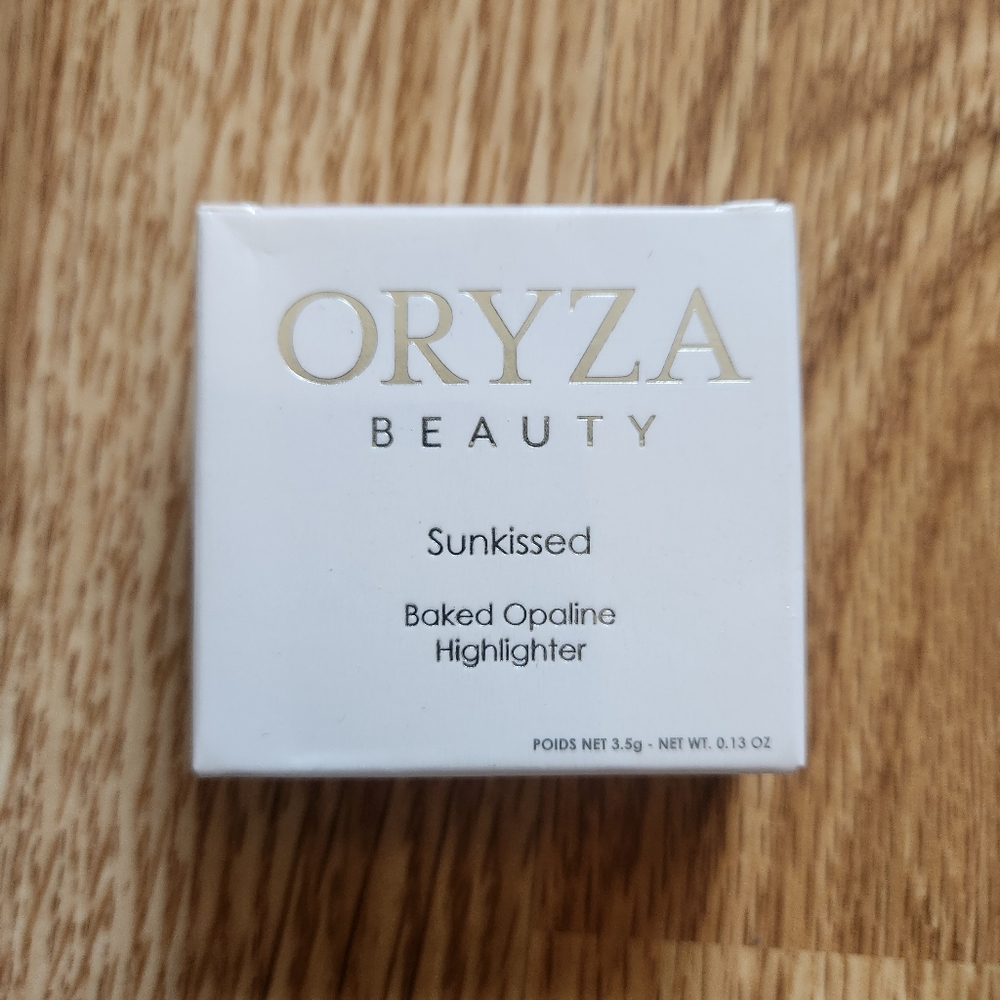 ORYZA
BEAUTY
Sunkissed
Baked Opaline
Highlighter
POIDS NET 3.5g - NET WT. 0.13 OZ